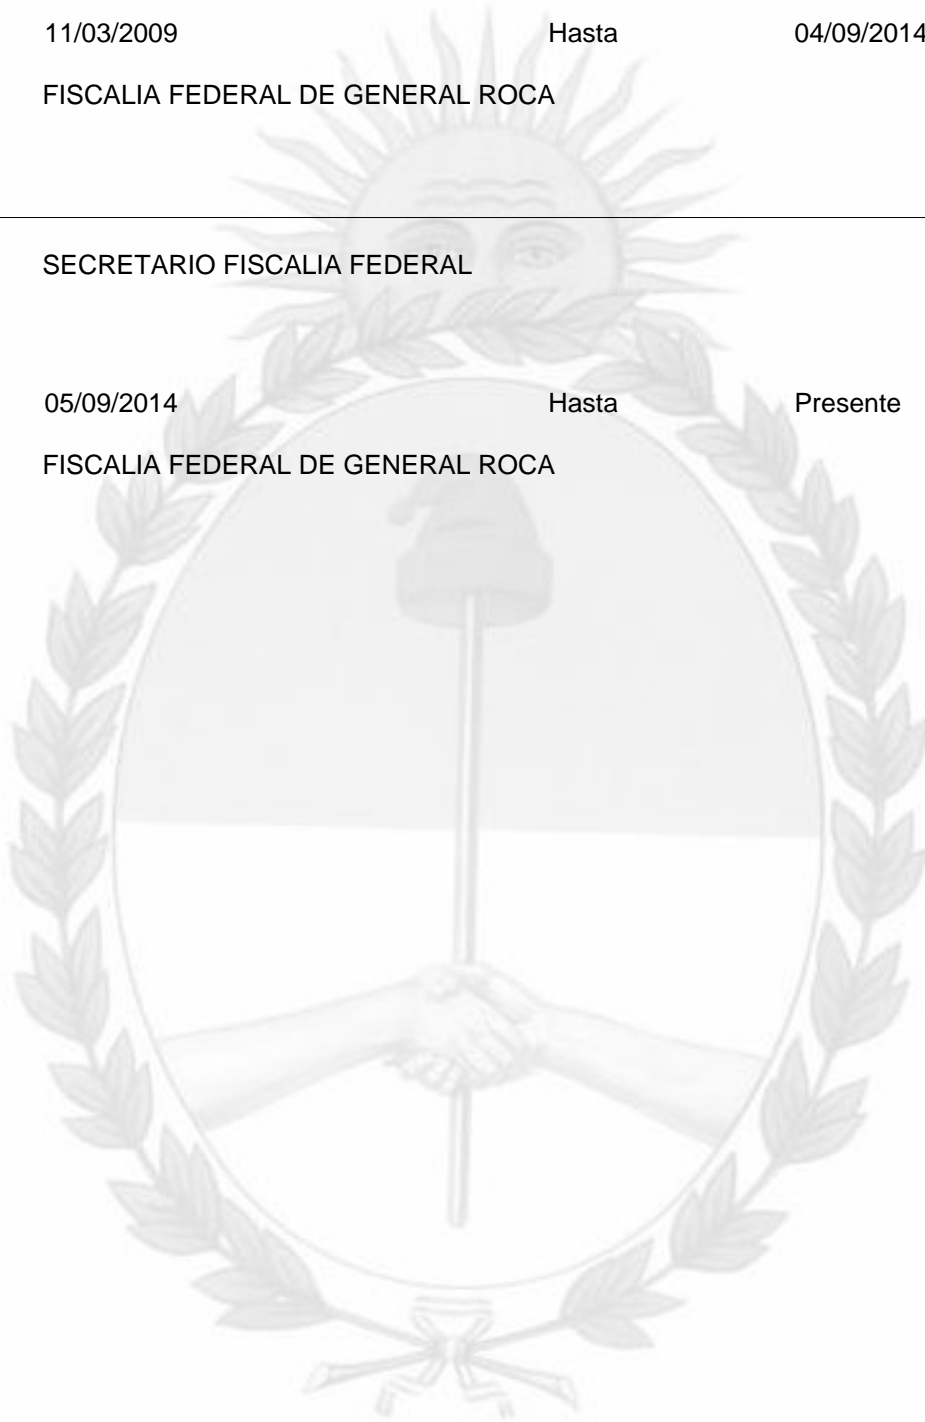 11/03/2009 Hasta 04/09/2014
FISCALIA FEDERAL DE GENERAL ROCA
SECRETARIO FISCALIA FEDERAL
05/09/2014 Hasta Presente
FISCALIA FEDERAL DE GENERAL ROCA